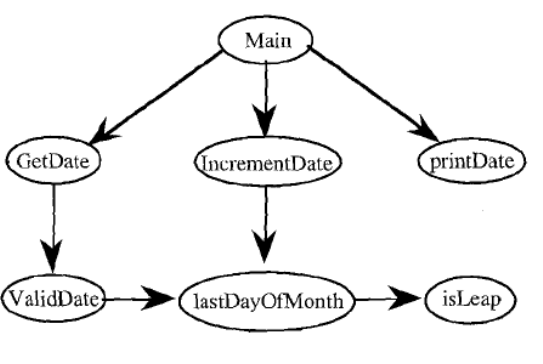 Main
GetDate
IncrementDate
printDate
ValidDate
lastDayOfMonth
isLeap